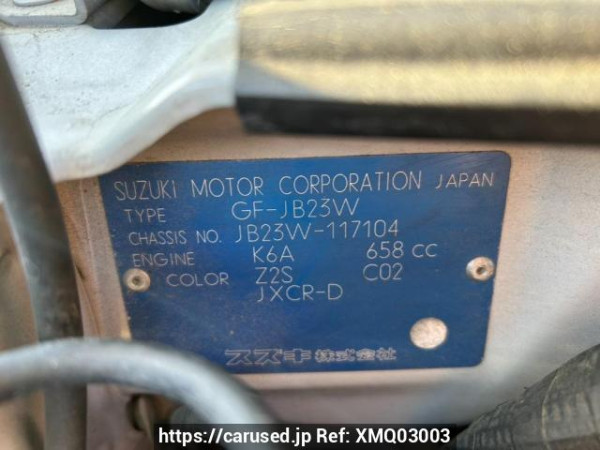 SUZUKI MOTOR CORPORATION JAPAN
TYPE GF-JB23W
CHASSIS NO. JB23W-117104
ENGINE K6A 658 CC
COLOR Z2S C02
JXCR-D
スズキ株式会社
https://carused.jp Ref: XMQ03003